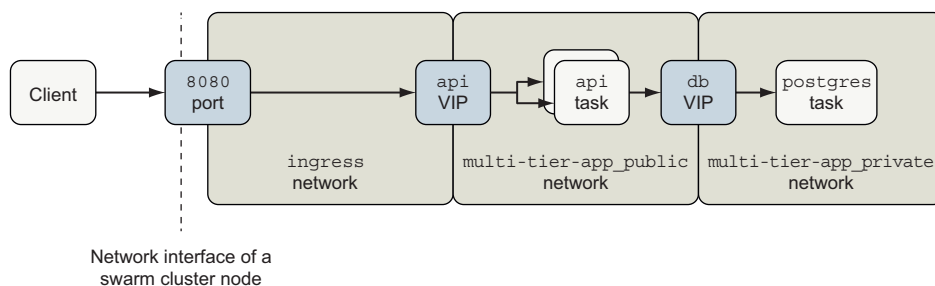 Client
8080
port
api
VIP
api
task
db
VIP
postgres
task
ingress
network
multi-tier-app_public
network
multi-tier-app_private
network
Network interface of a
swarm cluster node